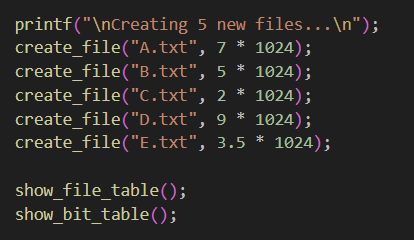 printf("\nCreating 5 new files...\n");
create_file("A.txt", 7 * 1024);
create_file("B.txt", 5 * 1024);
create_file("C.txt", 2 * 1024);
create_file("D.txt", 9 * 1024);
create_file("E.txt", 3.5 * 1024);
show_file_table();
show_bit_table();